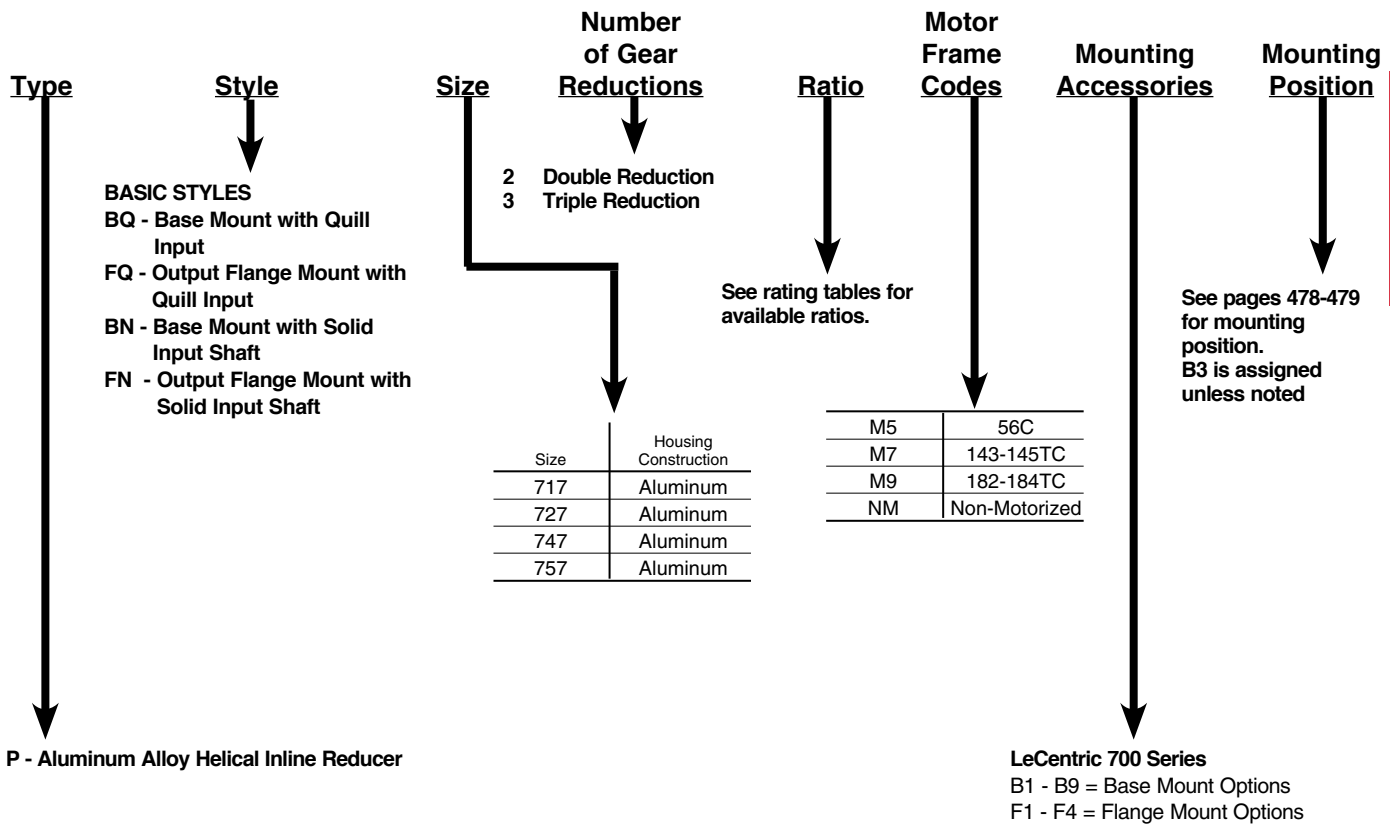 Type
Style
Size
Number
of Gear
Reductions
Ratio
Motor
Frame
Codes
Mounting
Accessories
Mounting
Position
BASIC STYLES
BQ - Base Mount with Quill
Input
FQ - Output Flange Mount with
Quill Input
BN - Base Mount with Solid
Input Shaft
FN - Output Flange Mount with
Solid Input Shaft
2 Double Reduction
3 Triple Reduction
See rating tables for
available ratios.
See pages 478-479
for mounting
position.
B3 is assigned
unless noted
Size Housing
Construction
717 Aluminum
727 Aluminum
747 Aluminum
757 Aluminum
M5 56C
M7 143-145TC
M9 182-184TC
NM Non-Motorized
P - Aluminum Alloy Helical Inline Reducer
LeCentric 700 Series
B1 - B9 = Base Mount Options
F1 - F4 = Flange Mount Options